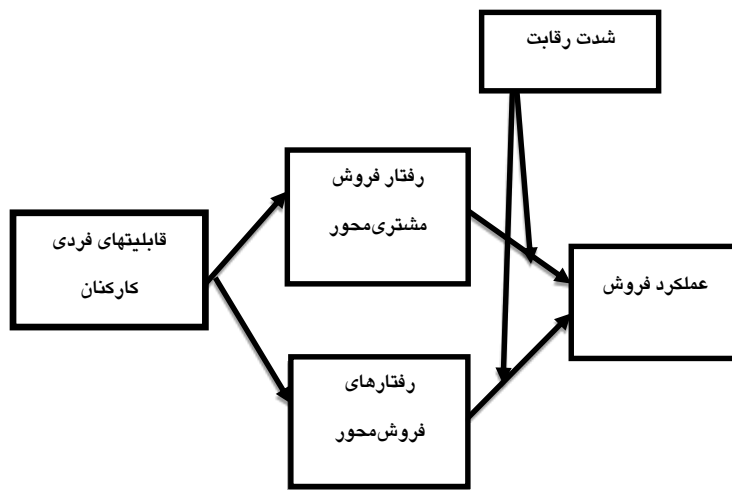 شدت رقابت
رفتار فروش
مشتری‌محور
قابلیتهای فردی
کارکنان
عملکرد فروش
رفتارهای
فروش‌محور